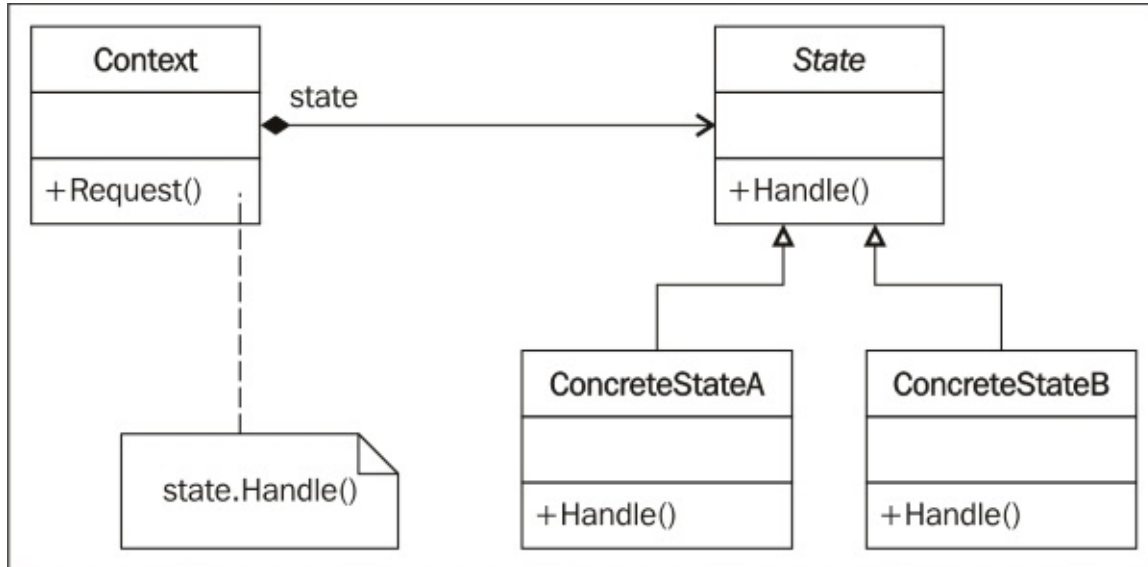 Context
+Request()
state
State
+Handle()
state.Handle()
ConcreteStateA
+Handle()
ConcreteStateB
+Handle()